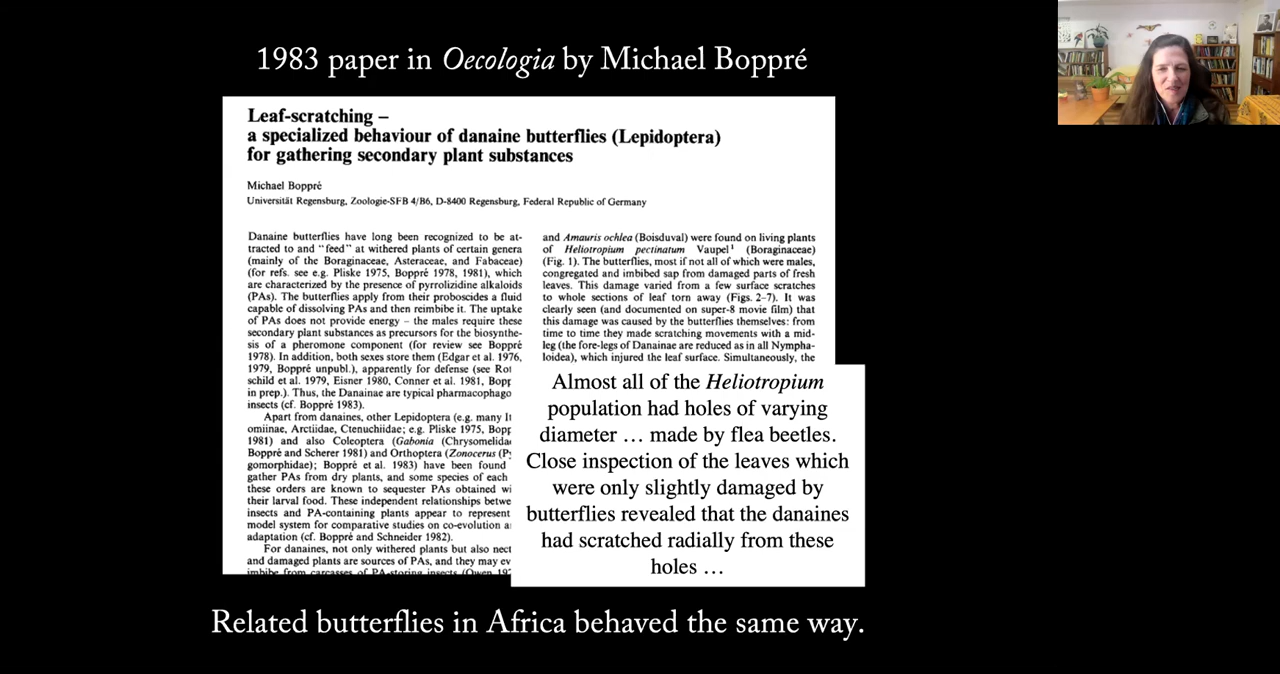 1983 paper in Oecologia by Michael Boppré
Leaf-scratching –
a specialized behaviour of danaine butterflies (Lepidoptera)
for gathering secondary plant substances
Michael Boppré
Universität Regensburg, Zoologie-SFB 4/B6, D-8400 Regensburg, Federal Republic of Germany
Danaine butterflies have long been recognized to be at-
tracted to and "feed" at withered plants of certain genera
(mainly of the Boraginaceae, Asteraceae, and Fabaceae)
(for refs. see e.g. Pliske 1975, Boppré 1978, 1981), which
are characterized by the presence of pyrrolizidine alkaloids
(PAs). The butterflies apply from their proboscides a fluid
capable of dissolving PAs and then reimbibe it. The uptake
of PAs does not provide energy – the males require these
secondary plant substances as precursors for the biosynthe-
sis of a pheromone component (for review see Boppré
1978). In addition, both sexes store them (Edgar et al. 1976,
1979, Boppré unpubl.), apparently for defense (see Rot
schild et al. 1979, Eisner 1980, Conner et al. 1981, Bopp
in prep.). Thus, the Danainae are typical pharmacophago
insects (cf. Boppré 1983).
Apart from danaines, other Lepidoptera (e.g. many It
omiinae, Arctiidae, Ctenuchiidae; e.g. Pliske 1975, Bopp
1981) and also Coleoptera (Gabonia (Chrysomelida
Boppré and Scherer 1981) and Orthoptera (Zonocerus (Py
gomorphidae); Boppré et al. 1983) have been found
gather PAs from dry plants, and some species of each
these orders are known to sequester PAs obtained wi
their larval food. These independent relationships betwe
insects and PA-containing plants appear to represent
model system for comparative studies on co-evolution a
adaptation (cf. Boppré and Schneider 1982).
For danaines, not only withered plants but also nect
and damaged plants are sources of PAs, and they may ev
imbibe from carcasses of PA-storing insects (Owen 197
and Amauris ochlea (Boisduval) were found on living plants
of Heliotropium pectinatum Vaupel¹ (Boraginaceae)
(Fig. 1). The butterflies, most if not all of which were males,
congregated and imbibed sap from damaged parts of fresh
leaves. This damage varied from a few surface scratches
to whole sections of leaf torn away (Figs. 2–7). It was
clearly seen (and documented on super-8 movie film) that
this damage was caused by the butterflies themselves: from
time to time they made scratching movements with a mid-
leg (the fore-legs of Danainae are reduced as in all Nympha-
loidea), which injured the leaf surface. Simultaneously, the
Almost all of the Heliotropium
population had holes of varying
diameter … made by flea beetles.
Close inspection of the leaves which
were only slightly damaged by
butterflies revealed that the danaines
had scratched radially from these
holes …
Related butterflies in Africa behaved the same way.